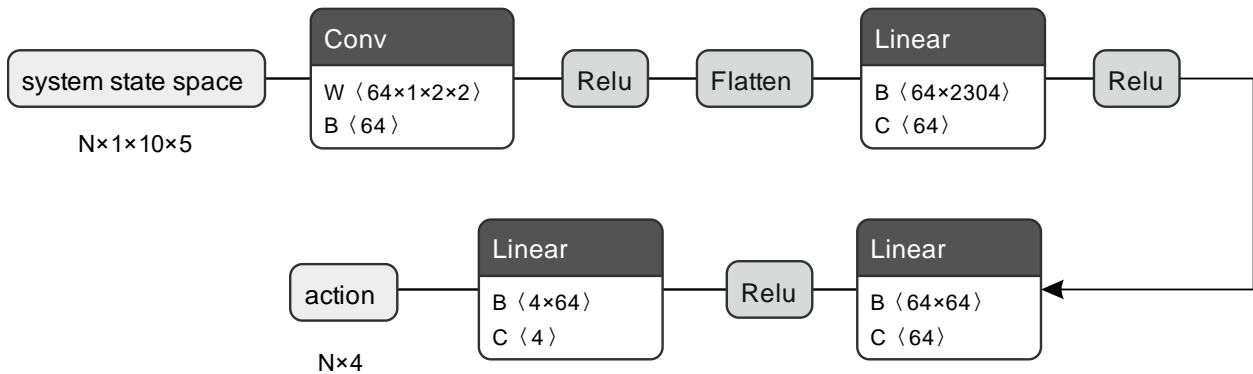 system state space
N×1×10×5
Conv
W〈64×1×2×2〉
B〈64〉
Relu
Flatten
Linear
B〈64×2304〉
C〈64〉
Relu
Linear
B〈64×64〉
C〈64〉
Relu
Linear
B〈4×64〉
C〈4〉
action
N×4